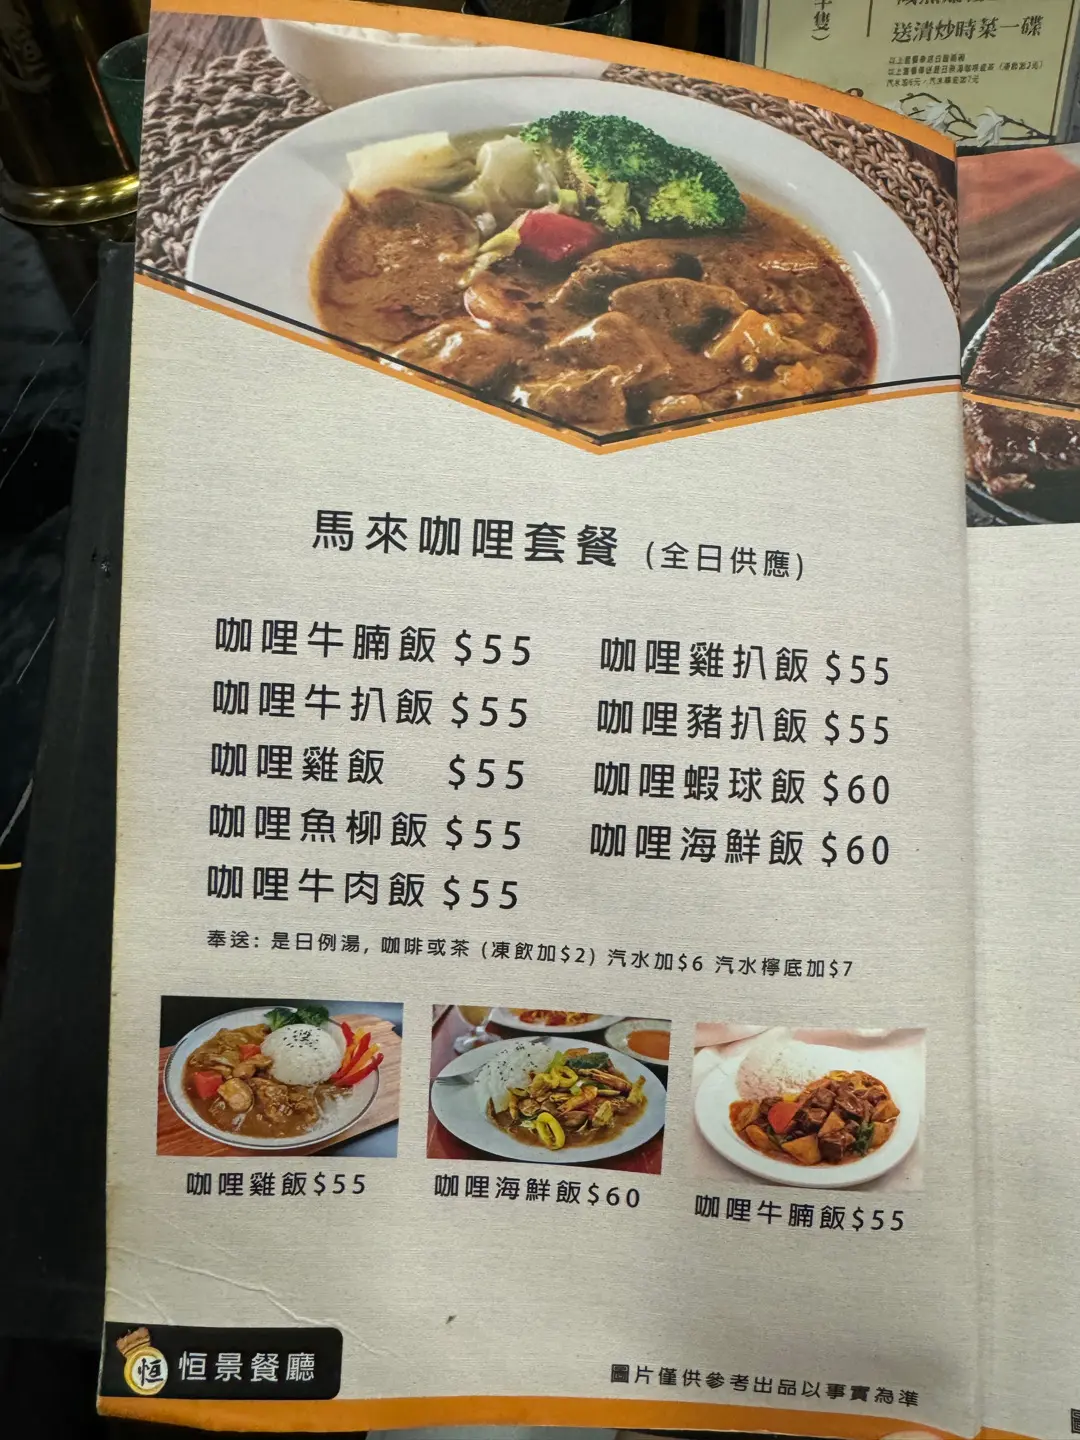 送清炒時菜一碟
馬來咖哩套餐 (全日供應)
咖哩牛腩飯 $55
咖哩牛扒飯 $55
咖哩雞飯 $55
咖哩魚柳飯 $55
咖哩牛肉飯 $55
咖哩雞扒飯 $55
咖哩豬扒飯 $55
咖哩蝦球飯 $60
咖哩海鮮飯 $60
奉送: 是日例湯, 咖啡或茶 (凍飲加$2) 汽水加$6 汽水檸底加$7
咖哩雞飯$55
咖哩海鮮飯$60
咖哩牛腩飯$55
恒 恒景餐廳
圖片僅供參考出品以事實為準